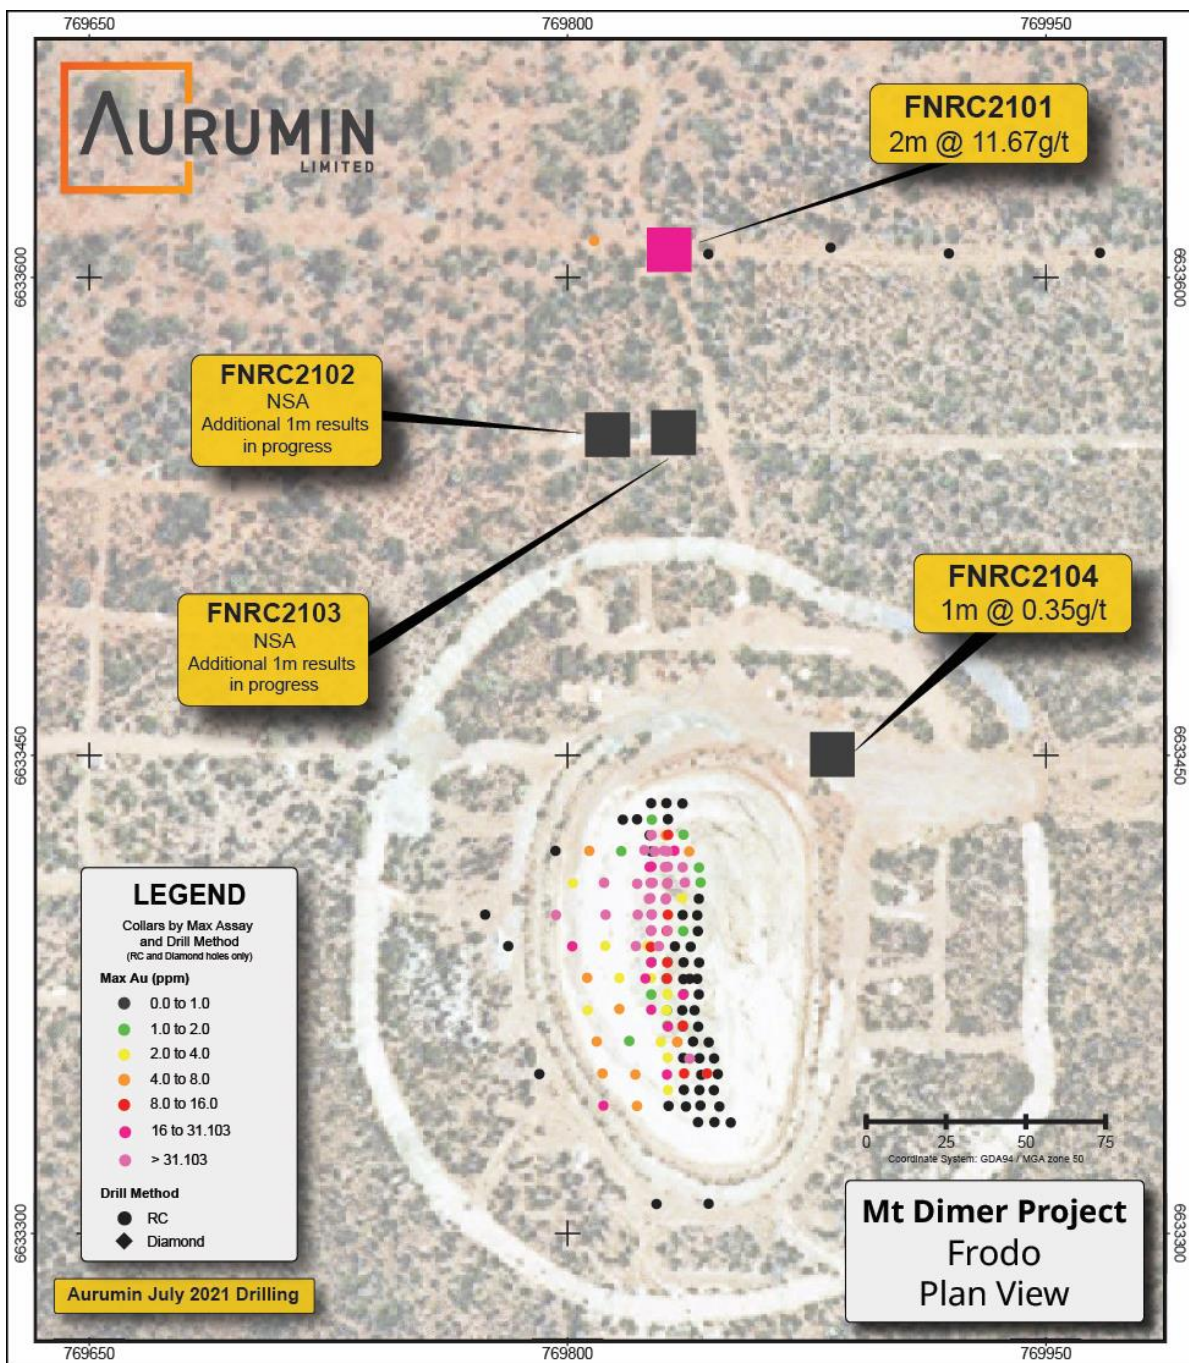 769650
769800
769950
AURUMIN
LIMITED
FNRC2101
2m @ 11.67g/t
6633600
6633600
FNRC2102
NSA
Additional 1m results
in progress
FNRC2103
NSA
Additional 1m results
in progress
FNRC2104
1m @ 0.35g/t
6633450
6633450
LEGEND
Collars by Max Assay
and Drill Method
(RC and Diamond holes only)
Max Au (ppm)
0.0 to 1.0
1.0 to 2.0
2.0 to 4.0
4.0 to 8.0
8.0 to 16.0
16 to 31.103
> 31.103
Drill Method
RC
Diamond
0 25 50 75
Coordinate System: GDA94 / MGA zone 50
6633300
6633300
Mt Dimer Project
Frodo
Plan View
Aurumin July 2021 Drilling
769650
769800
769950